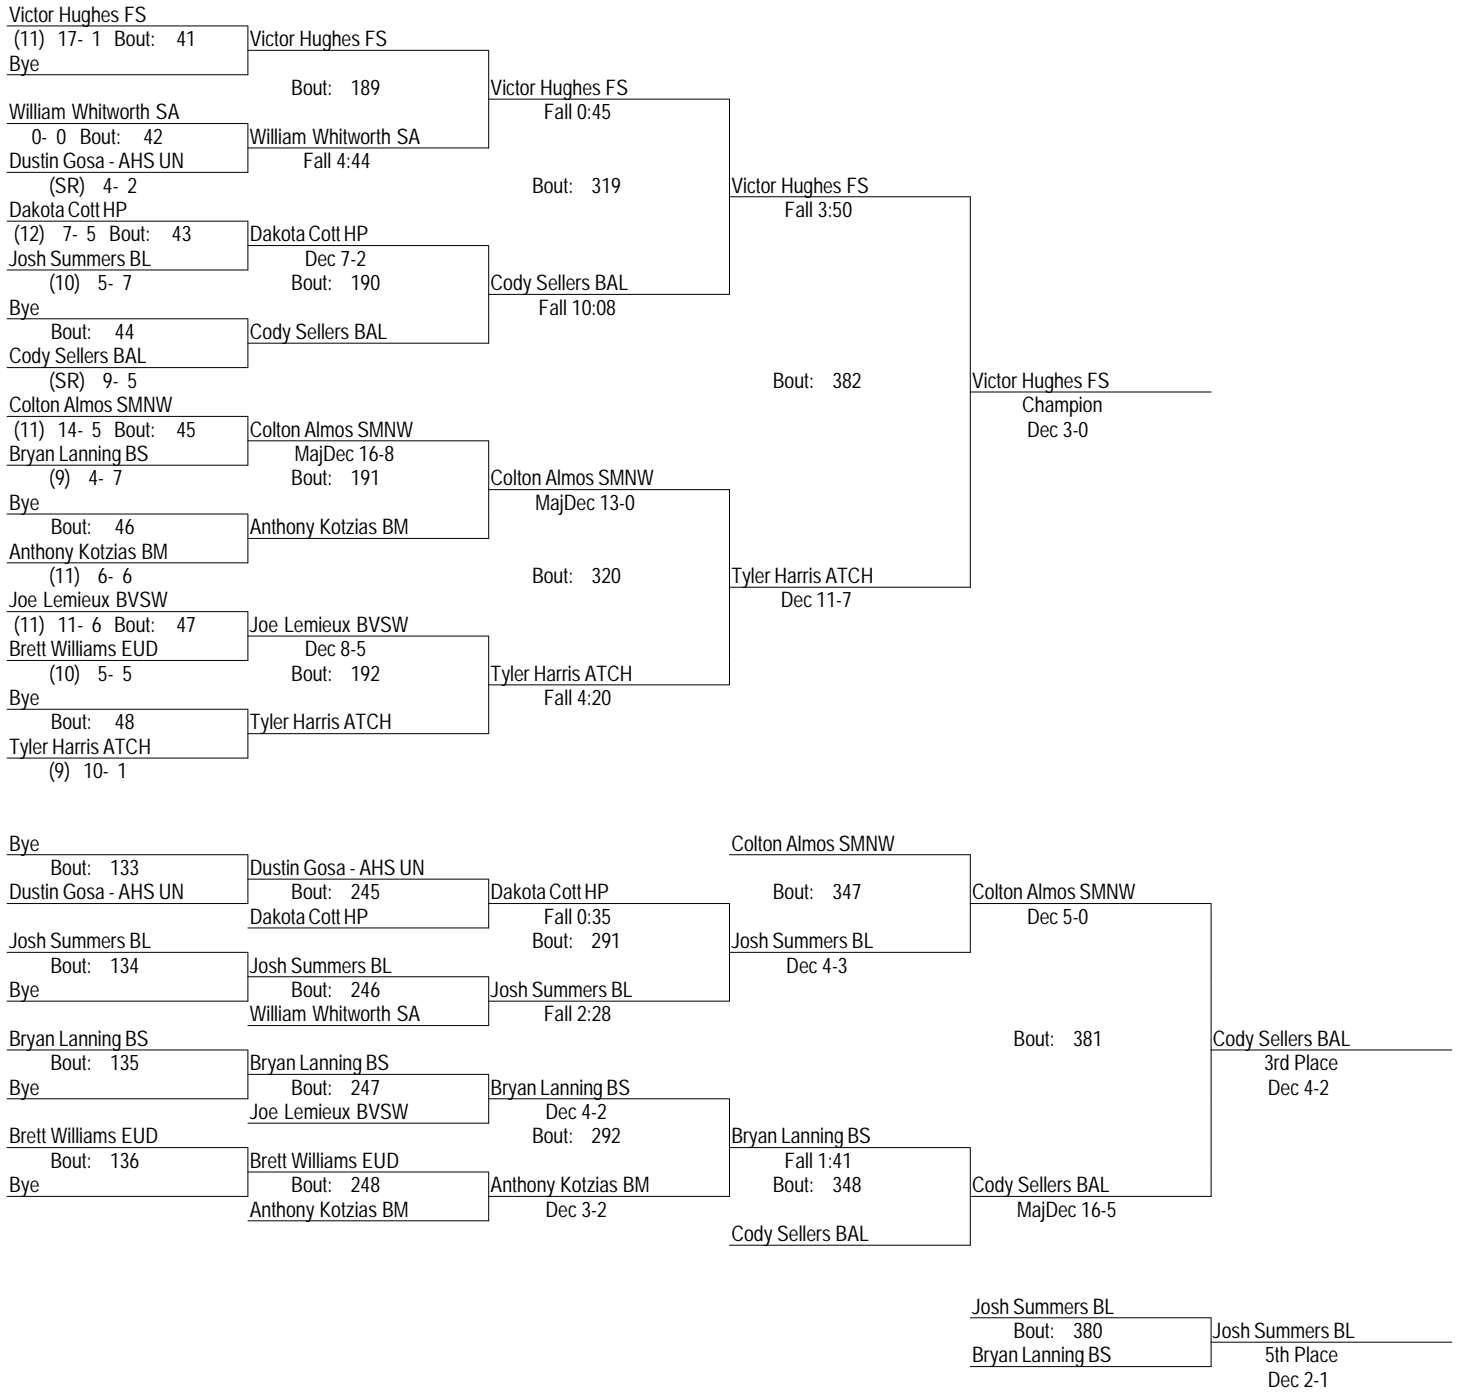 Victor Hughes FS
(11) 17- 1 Bout: 41 Victor Hughes FS
Bye
Bout: 189 Victor Hughes FS
William Whitworth SA Fall 0:45
0- 0 Bout: 42 William Whitworth SA
Dustin Gosa - AHS UN Fall 4:44
(SR) 4- 2 Bout: 319 Victor Hughes FS
Dakota Cott HP Fall 3:50
(12) 7- 5 Bout: 43 Dakota Cott HP
Josh Summers BL Dec 7-2
(10) 5- 7 Bout: 190 Cody Sellers BAL
Bye Fall 10:08
Bout: 44 Cody Sellers BAL
Cody Sellers BAL
(SR) 9- 5 Bout: 382 Victor Hughes FS
Colton Almos SMNW Champion
(11) 14- 5 Bout: 45 Colton Almos SMNW Dec 3-0
Bryan Lanning BS MajDec 16-8
(9) 4- 7 Bout: 191 Colton Almos SMNW
Bye MajDec 13-0
Bout: 46 Anthony Kotzias BM
Anthony Kotzias BM
(11) 6- 6 Bout: 320 Tyler Harris ATCH
Joe Lemieux BVSW Dec 11-7
(11) 11- 6 Bout: 47 Joe Lemieux BVSW
Brett Williams EUD Dec 8-5
(10) 5- 5 Bout: 192 Tyler Harris ATCH
Bye Fall 4:20
Bout: 48 Tyler Harris ATCH
Tyler Harris ATCH
(9) 10- 1
Bye Colton Almos SMNW
Bout: 133 Dustin Gosa - AHS UN
Dustin Gosa - AHS UN Bout: 245 Dakota Cott HP Bout: 347 Colton Almos SMNW
Dakota Cott HP Fall 0:35 Dec 5-0
Josh Summers BL Bout: 291 Josh Summers BL
Bout: 134 Josh Summers BL Dec 4-3
Bye Bout: 246 Josh Summers BL
William Whitworth SA Fall 2:28
Bryan Lanning BS Bout: 381 Cody Sellers BAL
Bout: 135 Bryan Lanning BS 3rd Place
Bye Bout: 247 Bryan Lanning BS Dec 4-2
Joe Lemieux BVSW Dec 4-2
Brett Williams EUD Bout: 292 Bryan Lanning BS
Bout: 136 Brett Williams EUD Fall 1:41
Bye Bout: 248 Anthony Kotzias BM Bout: 348 Cody Sellers BAL
Anthony Kotzias BM Dec 3-2 MajDec 16-5
Cody Sellers BAL
Josh Summers BL
Bout: 380 Josh Summers BL
Bryan Lanning BS 5th Place
Dec 2-1